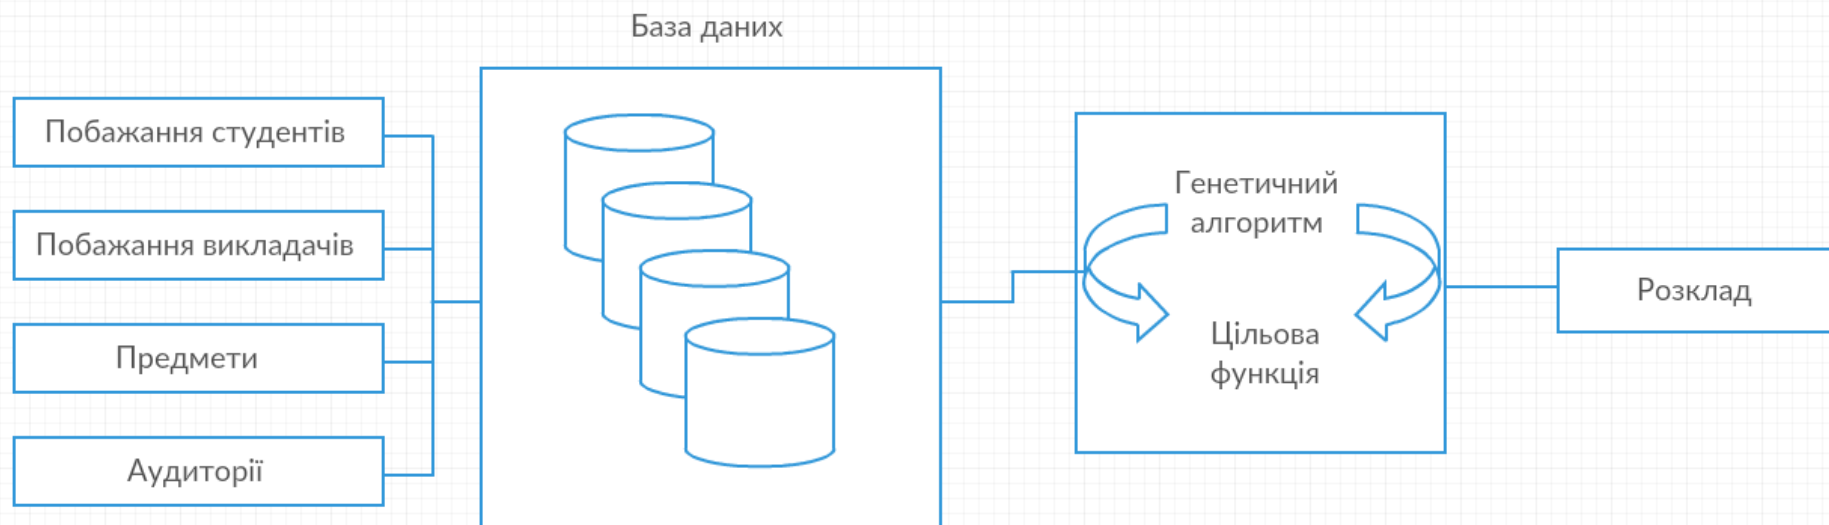 База даних
Побажання студентів
Побажання викладачів
Предмети
Аудиторії
Генетичний
алгоритм
Цільова
функція
Розклад